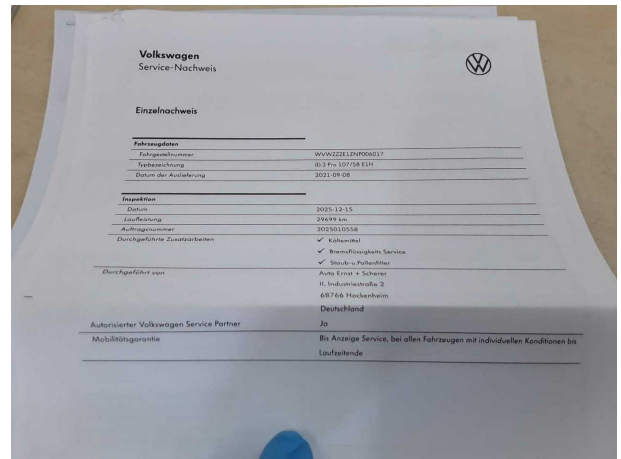 Volkswagen
Service-Nachweis
Einzelnachweis
Fahrzeugdaten
Fahrgestellnummer WVWZZZE1ZNP006017
Typbezeichnung ID.3 Pro 107/58 E1H
Datum der Auslieferung 2021-09-08
Inspektion
Datum 2025-12-15
Laufleistung 29699 km
Auftragsnummer 2025010558
Durchgeführte Zusatzarbeiten ✓ Kältemittel
✓ Bremsflüssigkeits Service
✓ Staub-u.Pollenfilter
Durchgeführt von Auto Ernst + Scherer
II. Industriestraße 2
68766 Hockenheim
Deutschland
Autorisierter Volkswagen Service Partner Ja
Mobilitätsgarantie Bis Anzeige Service, bei allen Fahrzeugen mit individuellen Konditionen bis
Laufzeitende